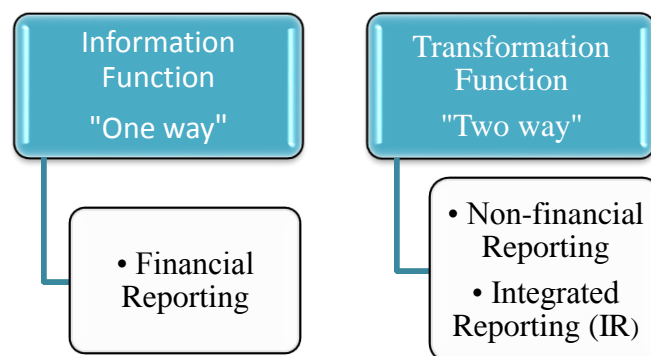 Information
Function
"One way"
• Financial
Reporting
Transformation
Function
"Two way"
• Non-financial
Reporting
• Integrated
Reporting (IR)